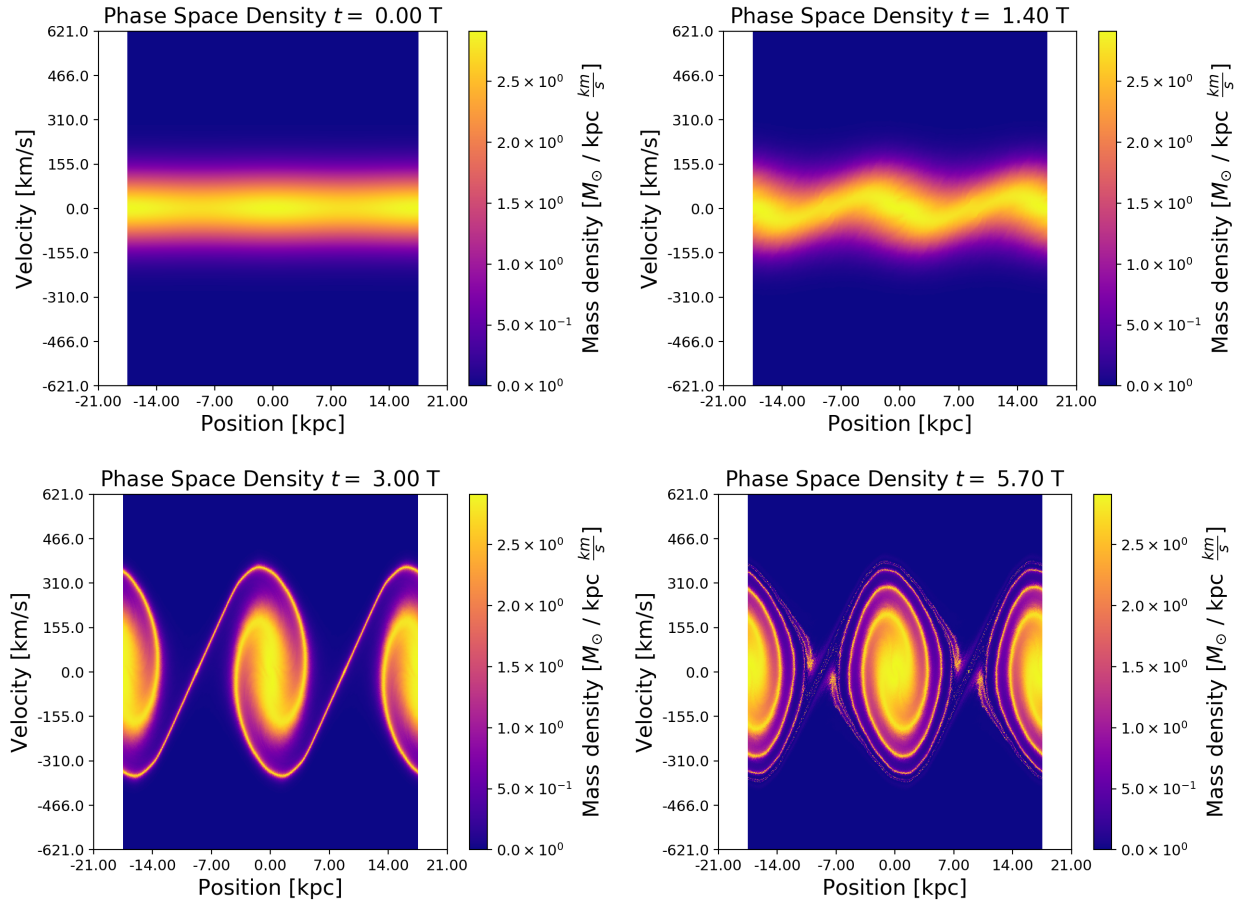 Phase Space Density t = 0.00 T
621.0
466.0
310.0
155.0
0.0
-155.0
-310.0
-466.0
-621.0
Velocity [km/s]
-21.00 -14.00 -7.00 0.00 7.00 14.00 21.00
Position [kpc]
2.5 × 10⁰
2.0 × 10⁰
1.5 × 10⁰
1.0 × 10⁰
5.0 × 10⁻¹
0.0 × 10⁰
Mass density [M⊙ / kpc km/s]
Phase Space Density t = 1.40 T
621.0
466.0
310.0
155.0
0.0
-155.0
-310.0
-466.0
-621.0
Velocity [km/s]
-21.00 -14.00 -7.00 0.00 7.00 14.00 21.00
Position [kpc]
2.5 × 10⁰
2.0 × 10⁰
1.5 × 10⁰
1.0 × 10⁰
5.0 × 10⁻¹
0.0 × 10⁰
Mass density [M⊙ / kpc km/s]
Phase Space Density t = 3.00 T
621.0
466.0
310.0
155.0
0.0
-155.0
-310.0
-466.0
-621.0
Velocity [km/s]
-21.00 -14.00 -7.00 0.00 7.00 14.00 21.00
Position [kpc]
2.5 × 10⁰
2.0 × 10⁰
1.5 × 10⁰
1.0 × 10⁰
5.0 × 10⁻¹
0.0 × 10⁰
Mass density [M⊙ / kpc km/s]
Phase Space Density t = 5.70 T
621.0
466.0
310.0
155.0
0.0
-155.0
-310.0
-466.0
-621.0
Velocity [km/s]
-21.00 -14.00 -7.00 0.00 7.00 14.00 21.00
Position [kpc]
2.5 × 10⁰
2.0 × 10⁰
1.5 × 10⁰
1.0 × 10⁰
5.0 × 10⁻¹
0.0 × 10⁰
Mass density [M⊙ / kpc km/s]